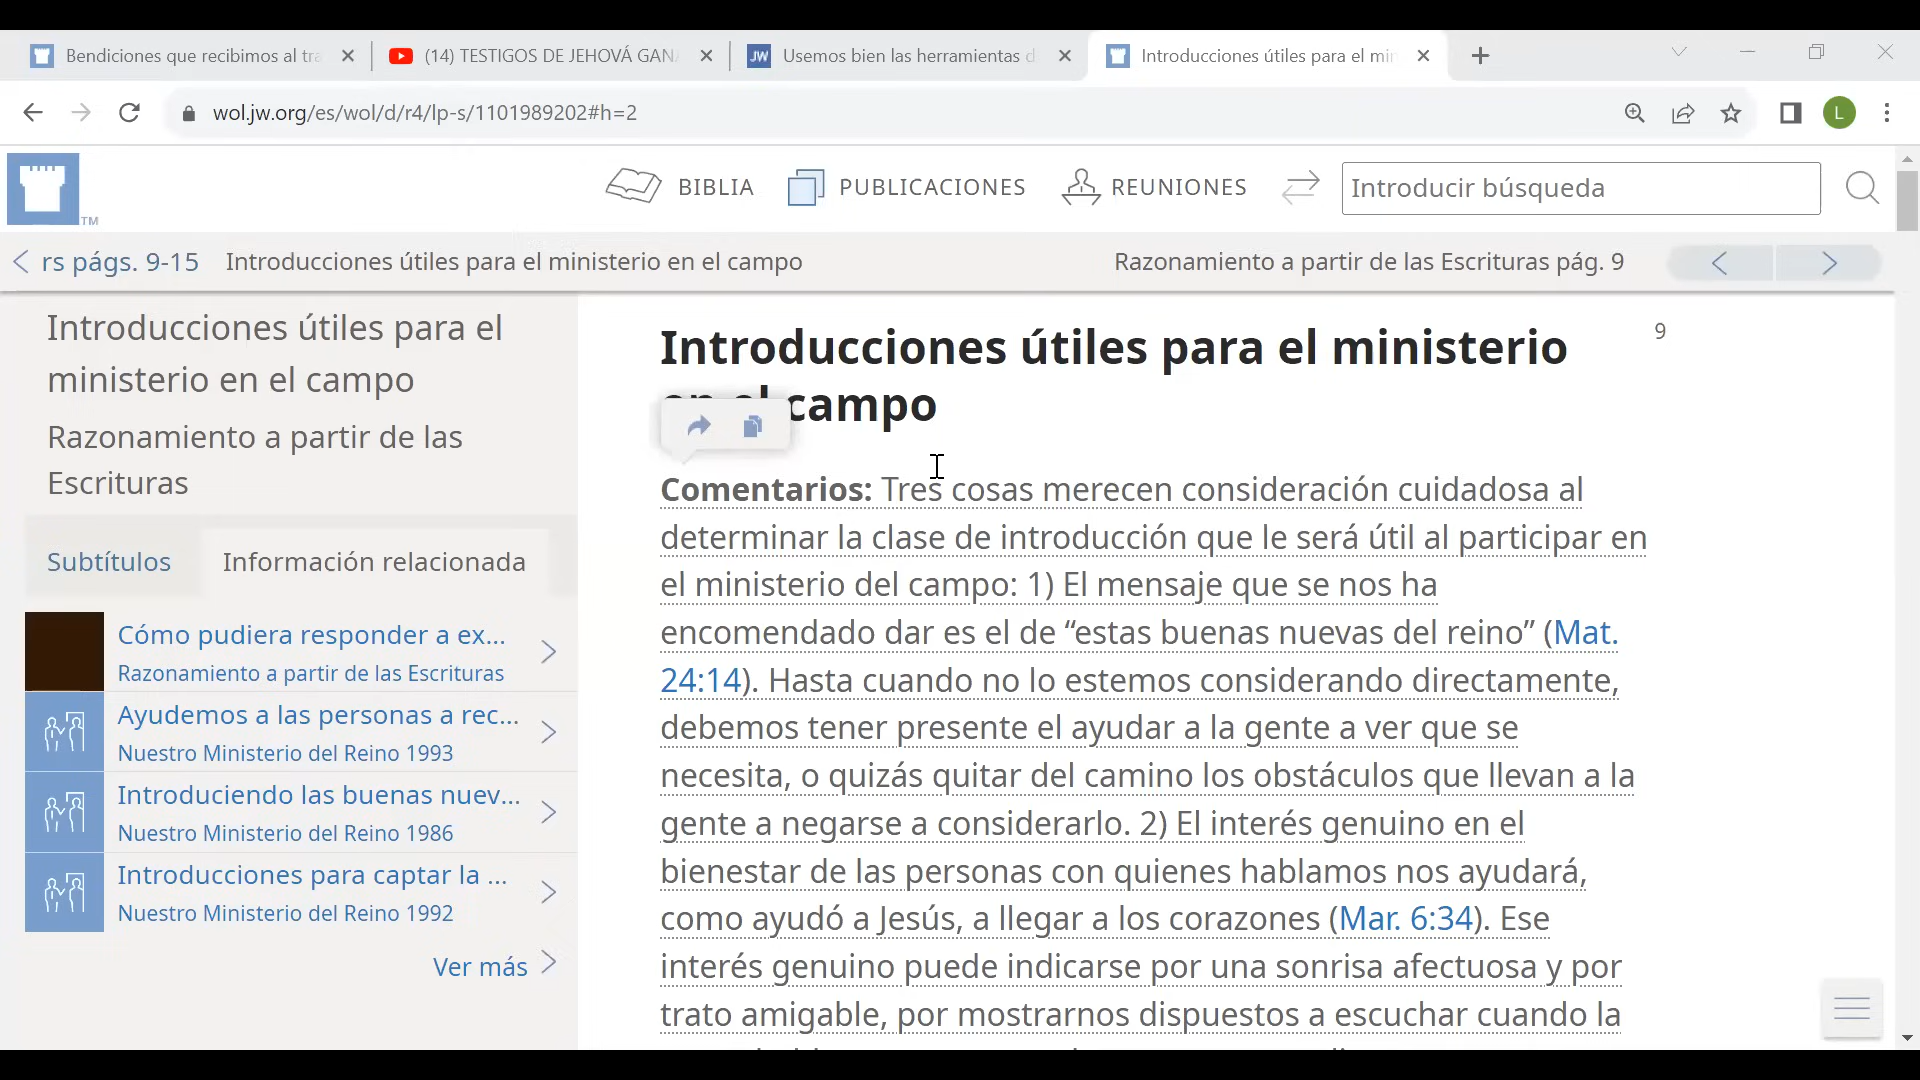 Bendiciones que recibimos al tra
(14) TESTIGOS DE JEHOVÁ GAN
Usemos bien las herramientas d
Introducciones útiles para el min
wol.jw.org/es/wol/d/r4/lp-s/1101989202#h=2
L
TM
BIBLIA
PUBLICACIONES
REUNIONES
Introducir búsqueda
rs págs. 9-15
Introducciones útiles para el ministerio en el campo
Razonamiento a partir de las Escrituras pág. 9
Introducciones útiles para el
ministerio en el campo
Razonamiento a partir de las
Escrituras
Subtítulos
Información relacionada
Cómo pudiera responder a ex...
Razonamiento a partir de las Escrituras
Ayudemos a las personas a rec...
Nuestro Ministerio del Reino 1993
Introduciendo las buenas nuev...
Nuestro Ministerio del Reino 1986
Introducciones para captar la ...
Nuestro Ministerio del Reino 1992
Ver más
9
Introducciones útiles para el ministerio
en el campo
Comentarios: Tres cosas merecen consideración cuidadosa al
determinar la clase de introducción que le será útil al participar en
el ministerio del campo: 1) El mensaje que se nos ha
encomendado dar es el de “estas buenas nuevas del reino” (Mat.
24:14). Hasta cuando no lo estemos considerando directamente,
debemos tener presente el ayudar a la gente a ver que se
necesita, o quizás quitar del camino los obstáculos que llevan a la
gente a negarse a considerarlo. 2) El interés genuino en el
bienestar de las personas con quienes hablamos nos ayudará,
como ayudó a Jesús, a llegar a los corazones (Mar. 6:34). Ese
interés genuino puede indicarse por una sonrisa afectuosa y por
trato amigable, por mostrarnos dispuestos a escuchar cuando la